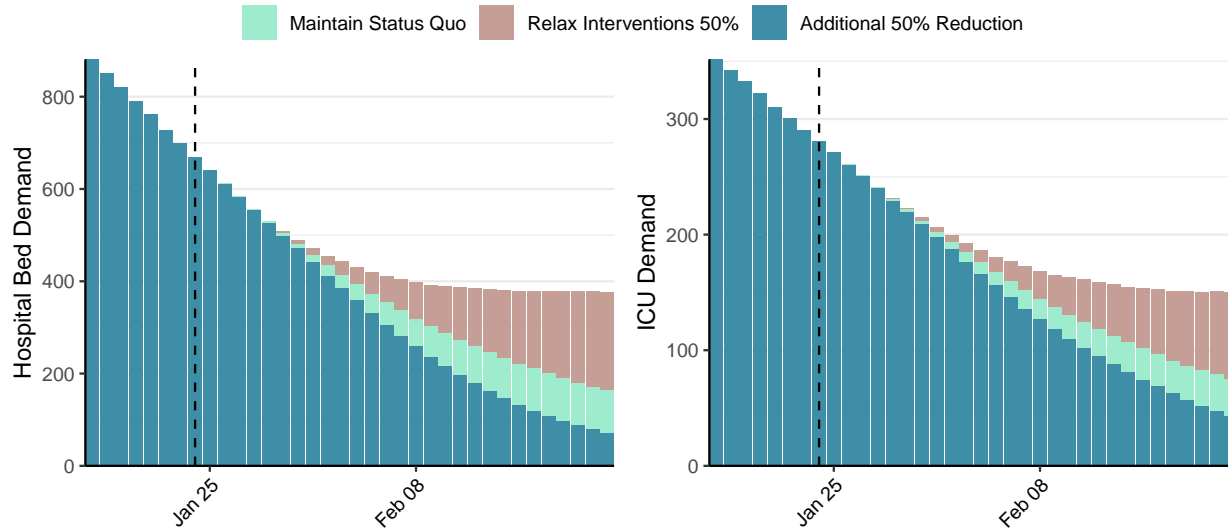 Maintain Status Quo Relax Interventions 50% Additional 50% Reduction
Hospital Bed Demand
800
600
400
200
0
Jan 25
Feb 08
ICU Demand
300
200
100
0
Jan 25
Feb 08